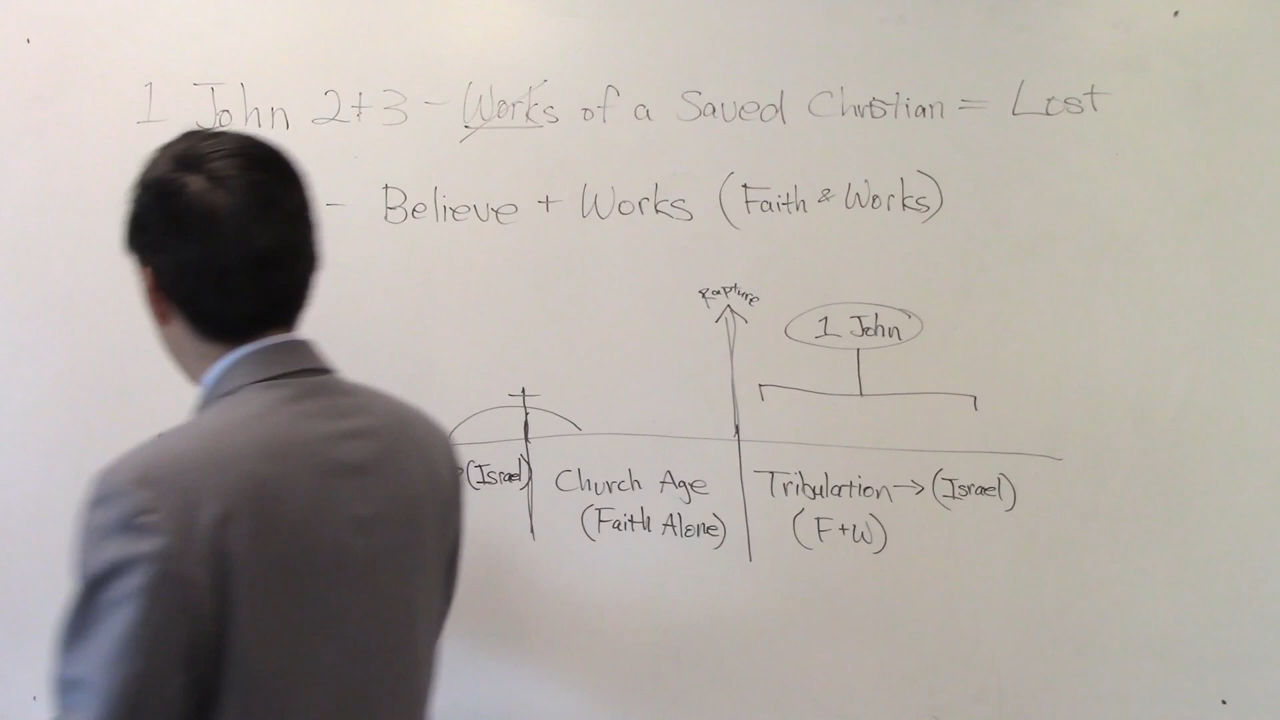 1 John 2+3 - Works of a Saved Christian = Lost
- Believe + Works (Faith & Works)
Rapture
1 John
(Israel)
Church Age
(Faith Alone)
Tribulation → (Israel)
(F+W)